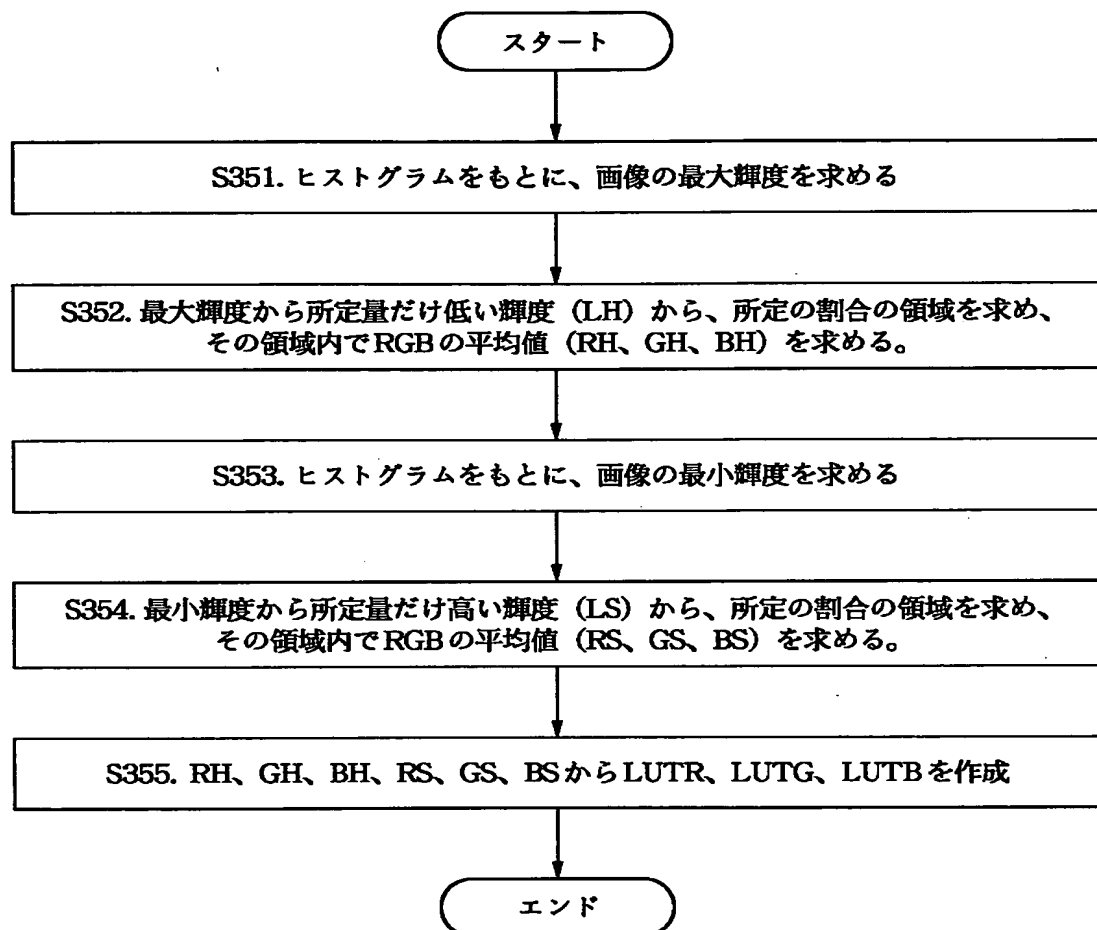 スタート
S351. ヒストグラムをもとに、画像の最大輝度を求める
S352. 最大輝度から所定量だけ低い輝度（LH）から、所定の割合の領域を求め、
その領域内でRGBの平均値（RH、GH、BH）を求める。
S353. ヒストグラムをもとに、画像の最小輝度を求める
S354. 最小輝度から所定量だけ高い輝度（LS）から、所定の割合の領域を求め、
その領域内でRGBの平均値（RS、GS、BS）を求める。
S355. RH、GH、BH、RS、GS、BSからLUTR、LUTG、LUTBを作成
エンド